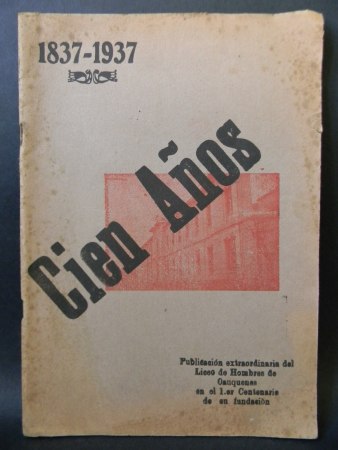 1837-1937
Cien Años
Publicación extraordinaria del
Liceo de Hombres de
Cauquenes
en el 1.er Centenario
de su fundación